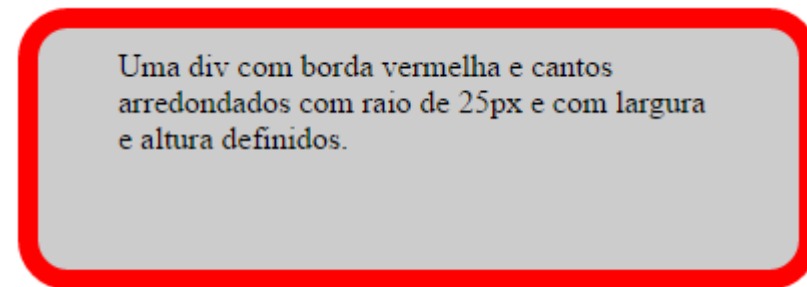 Uma div com borda vermelha e cantos
arredondados com raio de 25px e com largura
e altura definidos.